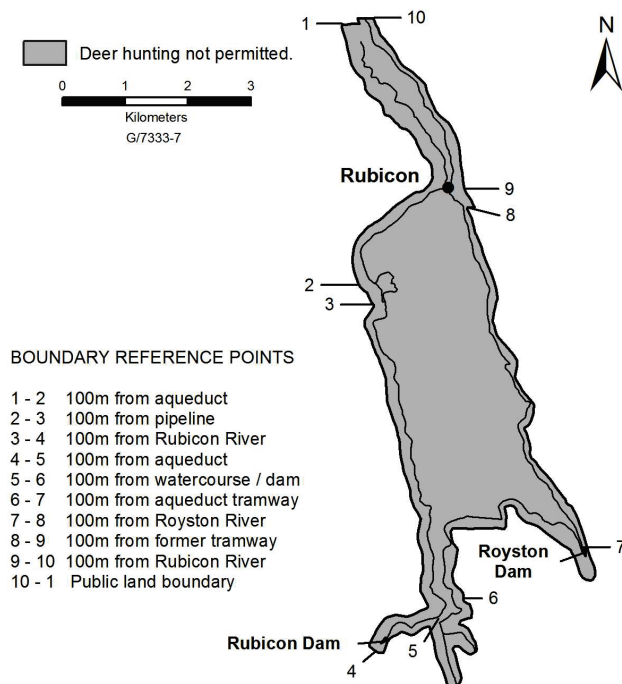 1
10
N
Deer hunting not permitted.
0 1 2 3
Kilometers
G/7333-7
Rubicon
9
8
2
3
BOUNDARY REFERENCE POINTS
1 - 2 100m from aqueduct
2 - 3 100m from pipeline
3 - 4 100m from Rubicon River
4 - 5 100m from aqueduct
5 - 6 100m from watercourse / dam
6 - 7 100m from aqueduct tramway
7 - 8 100m from Royston River
8 - 9 100m from former tramway
9 - 10 100m from Rubicon River
10 - 1 Public land boundary
Royston
Dam
7
6
Rubicon Dam
4
5